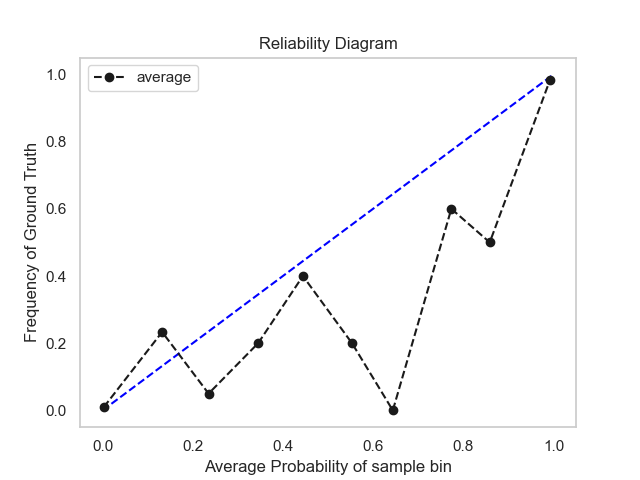 Reliability Diagram
average
1.0
0.8
0.6
0.4
0.2
0.0
Frequency of Ground Truth
0.0 0.2 0.4 0.6 0.8 1.0
Average Probability of sample bin